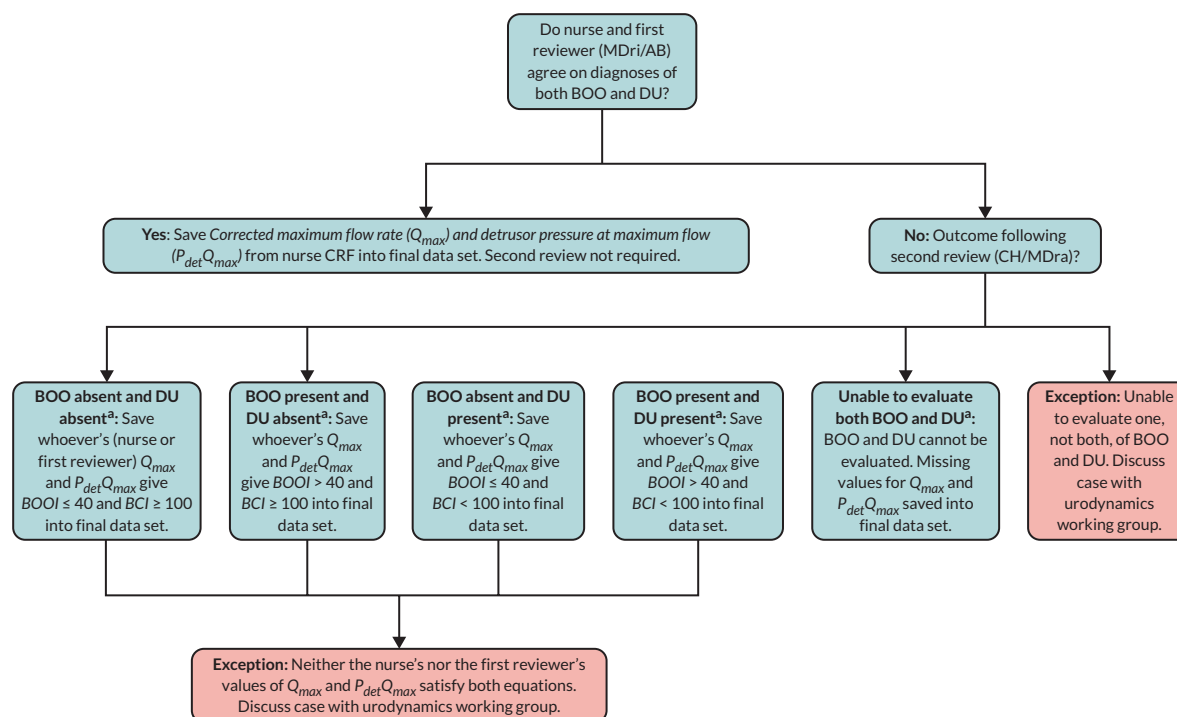 Do nurse and first
reviewer (MDri/AB)
agree on diagnoses of
both BOO and DU?
Yes: Save Corrected maximum flow rate (Qmax) and detrusor pressure at maximum flow
(PdetQmax) from nurse CRF into final data set. Second review not required.
No: Outcome following
second review (CH/MDra)?
BOO absent and DU
absentª: Save
whoever’s (nurse or
first reviewer) Qmax
and PdetQmax give
BOOI ≤ 40 and BCI ≥ 100
into final data set.
BOO present and
DU absentª: Save
whoever’s Qmax
and PdetQmax
give BOOI > 40 and
BCI ≥ 100 into final
data set.
BOO absent and DU
presentª: Save
whoever’s Qmax
and PdetQmax give
BOOI ≤ 40 and
BCI < 100 into final
data set.
BOO present and
DU presentª: Save
whoever’s Qmax
and PdetQmax give
BOOI > 40 and
BCI < 100 into final
data set.
Unable to evaluate
both BOO and DUª:
BOO and DU cannot be
evaluated. Missing
values for Qmax and
PdetQmax saved into
final data set.
Exception: Unable
to evaluate one,
not both, of BOO
and DU. Discuss
case with
urodynamics
working group.
Exception: Neither the nurse’s nor the first reviewer’s
values of Qmax and PdetQmax satisfy both equations.
Discuss case with urodynamics working group.